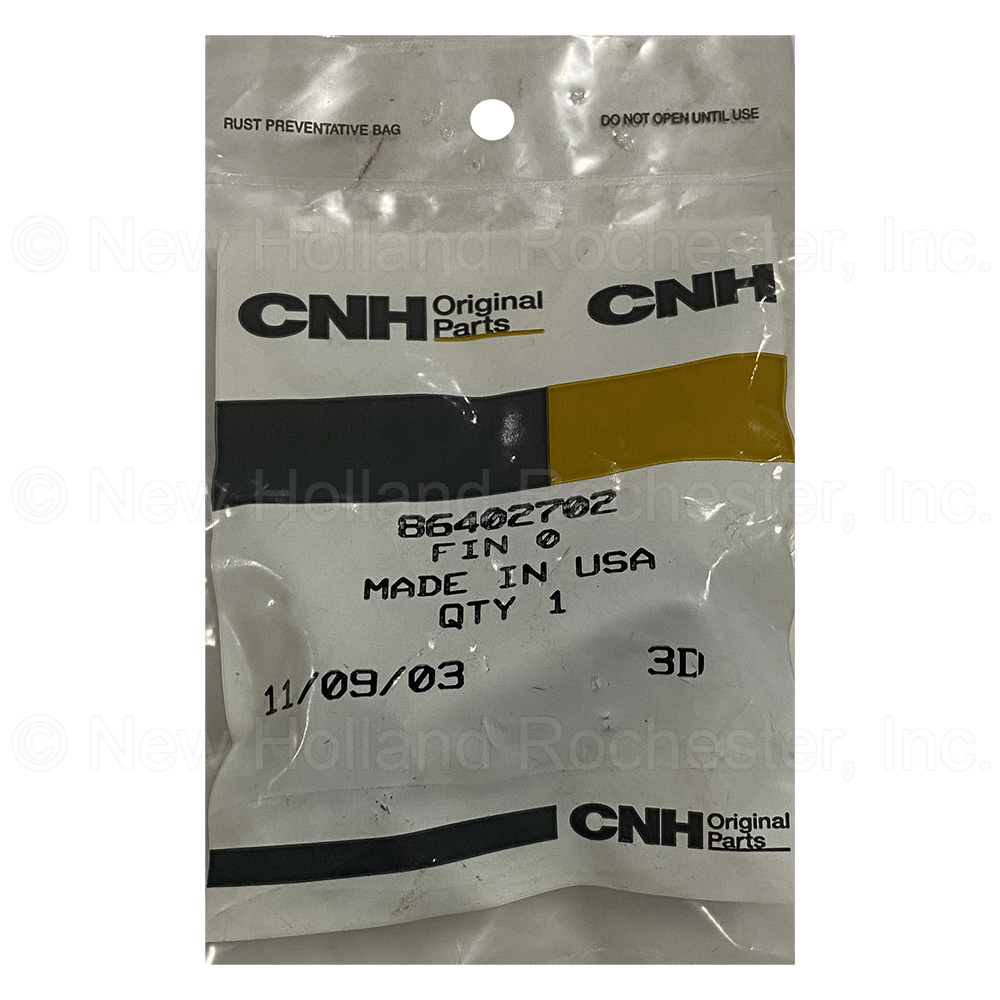 RUST PREVENTATIVE BAG
DO NOT OPEN UNTIL USE
© New Holland Rochester, Inc.
CNH Original Parts
CNH
© New Holland Rochester, Inc.
86402702
FIN 0
MADE IN USA
QTY 1
11/09/03 3D
© New Holland Rochester, Inc.
CNH Original Parts